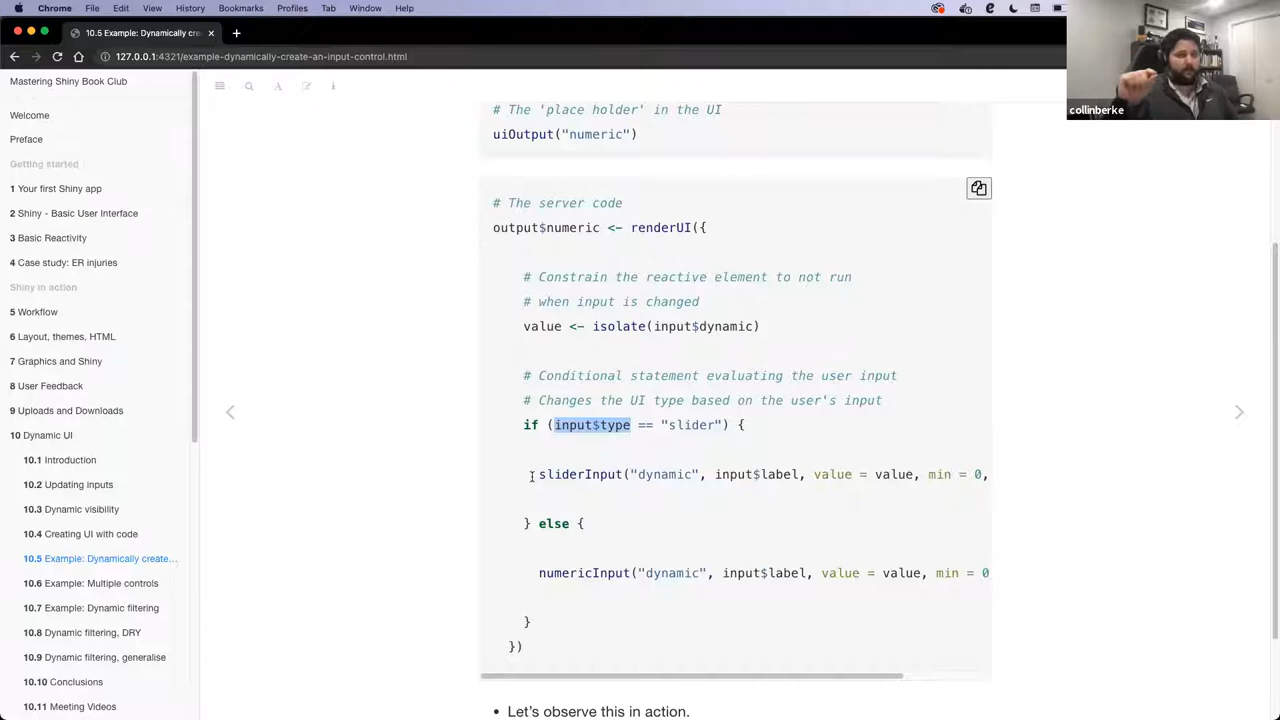 Chrome File Edit View History Bookmarks Profiles Tab Window Help
10.5 Example: Dynamically cre
127.0.0.1:4321/example-dynamically-create-an-input-control.html
collinberke
Mastering Shiny Book Club
Welcome
Preface
Getting started
1 Your first Shiny app
2 Shiny - Basic User Interface
3 Basic Reactivity
4 Case study: ER injuries
Shiny in action
5 Workflow
6 Layout, themes, HTML
7 Graphics and Shiny
8 User Feedback
9 Uploads and Downloads
10 Dynamic UI
10.1 Introduction
10.2 Updating inputs
10.3 Dynamic visibility
10.4 Creating UI with code
10.5 Example: Dynamically create…
10.6 Example: Multiple controls
10.7 Example: Dynamic filtering
10.8 Dynamic filtering, DRY
10.9 Dynamic filtering, generalise
10.10 Conclusions
10.11 Meeting Videos
# The 'place holder' in the UI
uiOutput("numeric")
# The server code
output$numeric <- renderUI({
# Constrain the reactive element to not run
# when input is changed
value <- isolate(input$dynamic)
# Conditional statement evaluating the user input
# Changes the UI type based on the user's input
if (input$type == "slider") {
sliderInput("dynamic", input$label, value = value, min = 0,
} else {
numericInput("dynamic", input$label, value = value, min = 0
}
})
• Let's observe this in action.